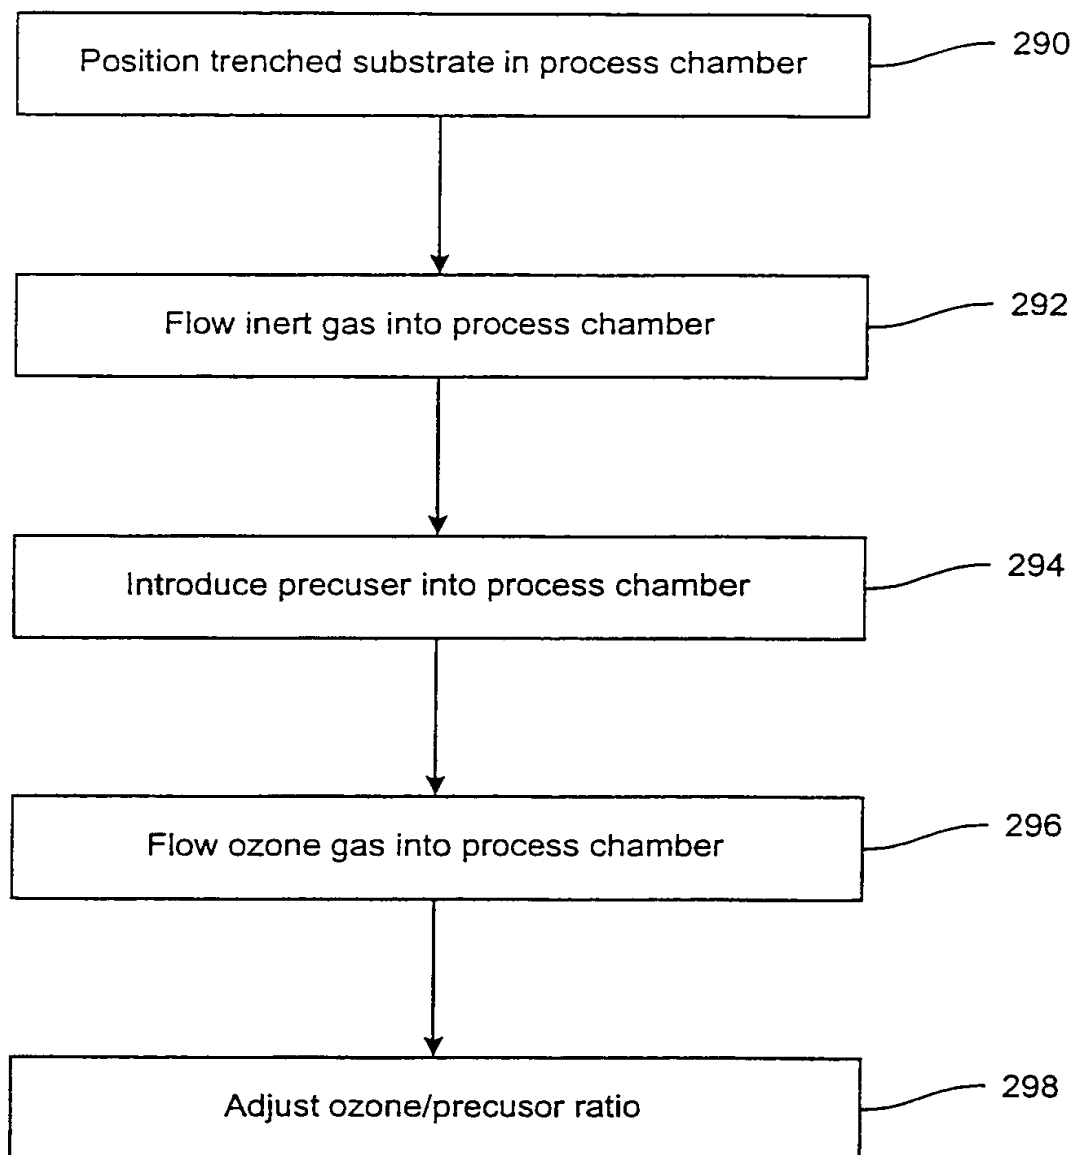 Position trenched substrate in process chamber
290
Flow inert gas into process chamber
292
Introduce precuser into process chamber
294
Flow ozone gas into process chamber
296
Adjust ozone/precusor ratio
298